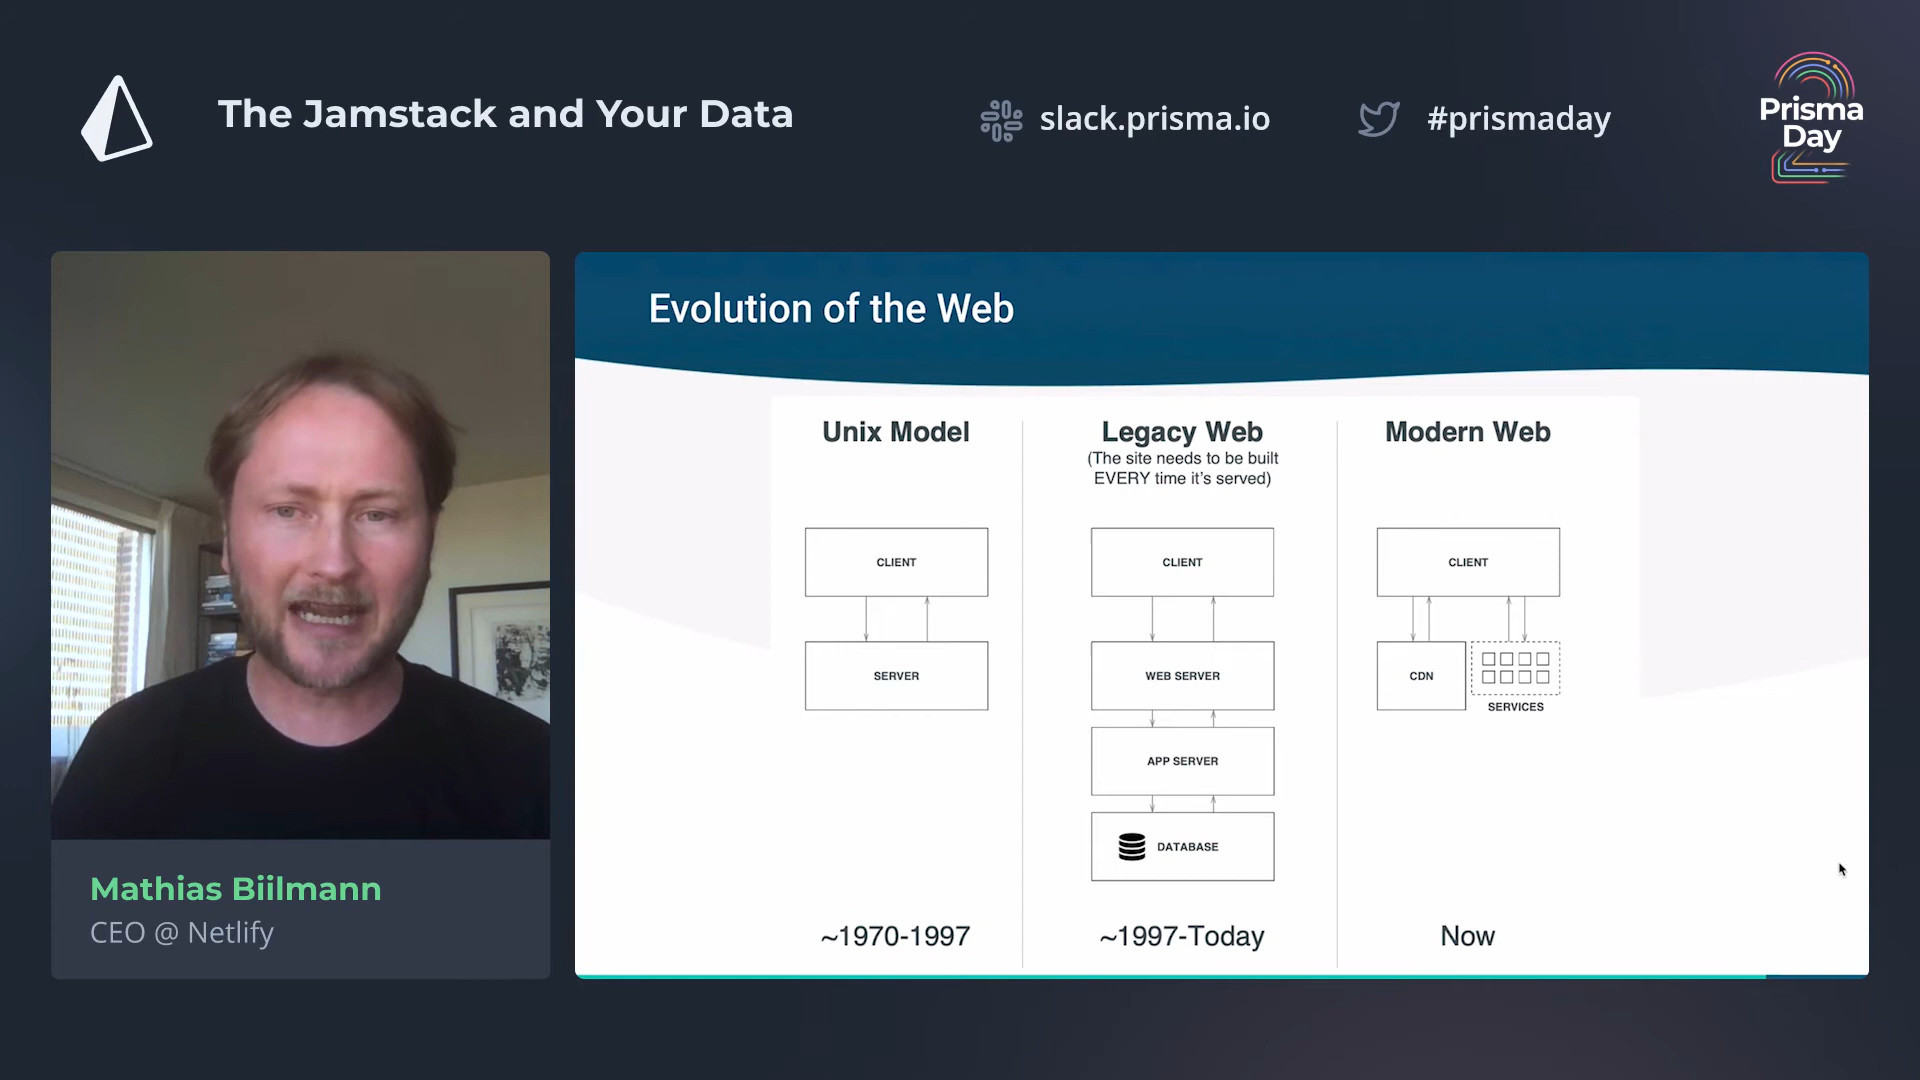 The Jamstack and Your Data
slack.prisma.io
#prismaday
Prisma
Day
Mathias Biilmann
CEO @ Netlify
Evolution of the Web
Unix Model
CLIENT
SERVER
~1970-1997
Legacy Web
(The site needs to be built
EVERY time it's served)
CLIENT
WEB SERVER
APP SERVER
DATABASE
~1997-Today
Modern Web
CLIENT
CDN
SERVICES
Now